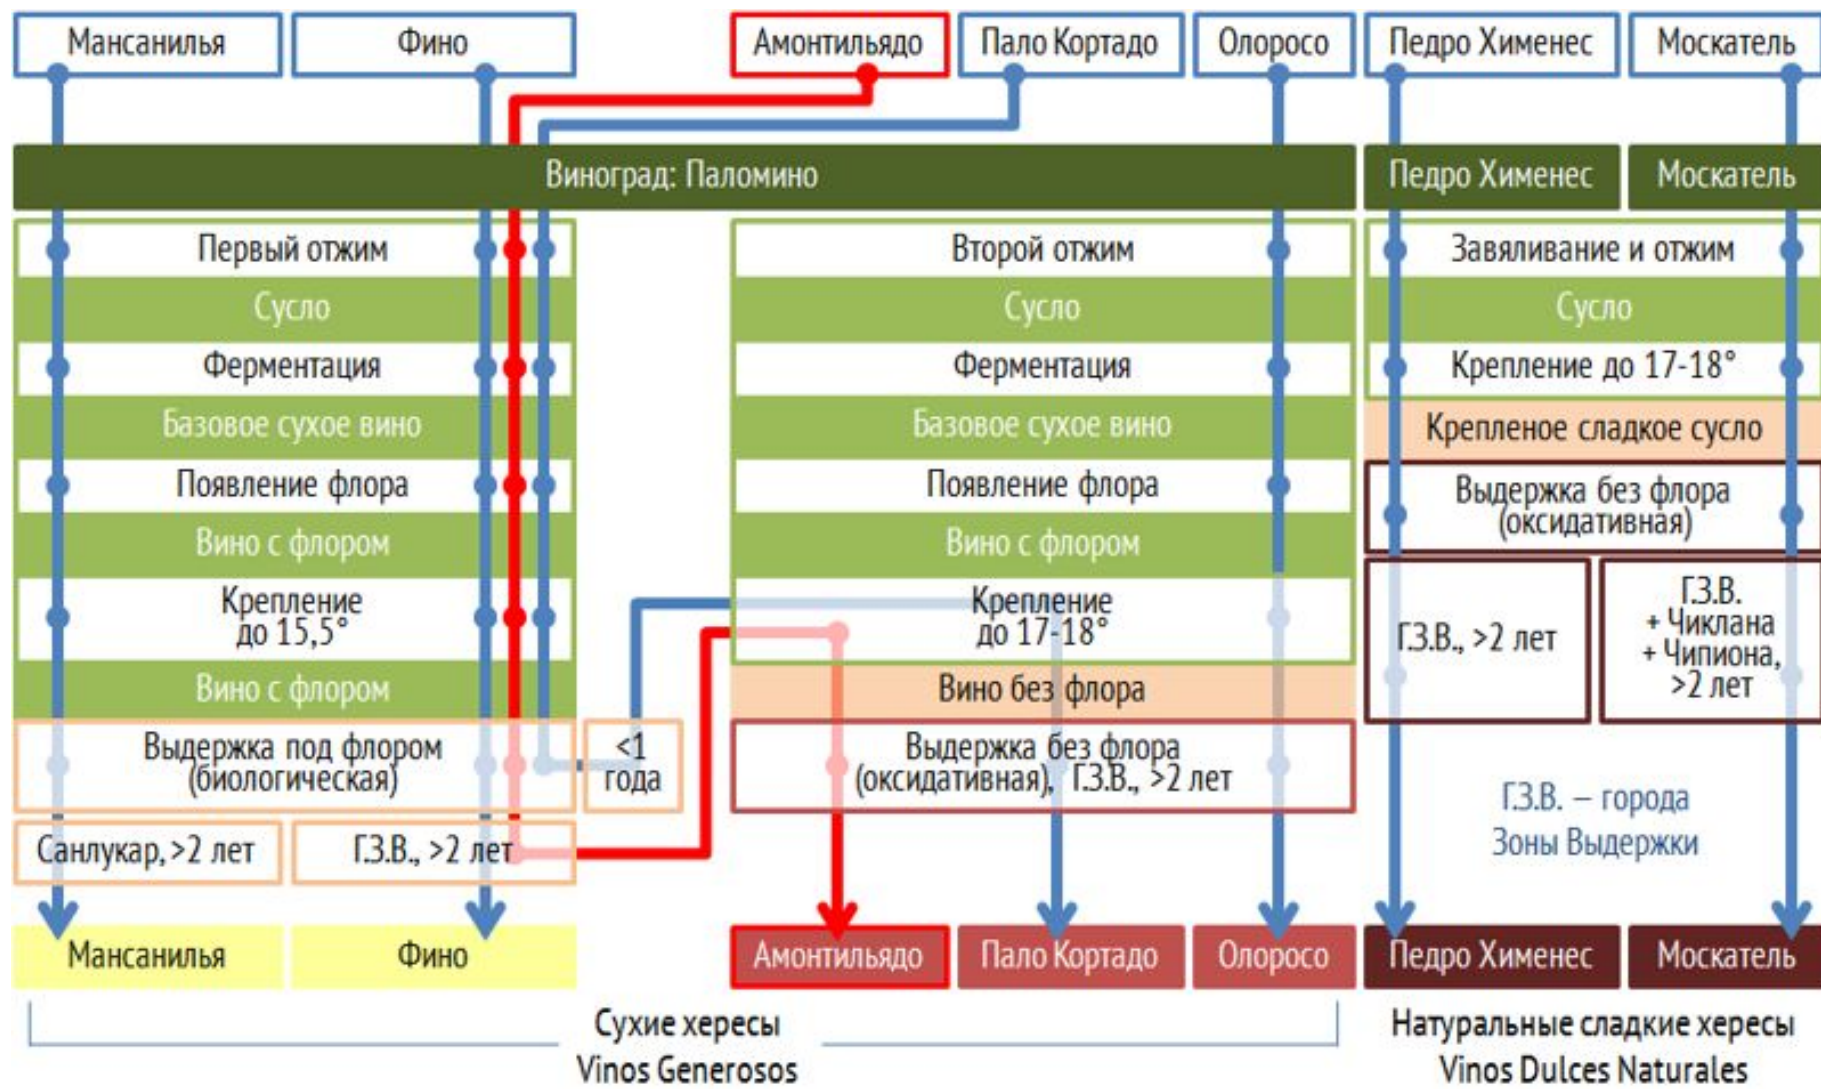 Мансанилья
Фино
Амонтильядо
Пало Кортадо
Олоросо
Педро Хименес
Москатель
Виноград: Паломино
Педро Хименес
Москатель
Первый отжим
Второй отжим
Завяливание и отжим
Сусло
Сусло
Сусло
Ферментация
Ферментация
Крепление до 17-18°
Базовое сухое вино
Базовое сухое вино
Крепленое сладкое сусло
Появление флора
Появление флора
Выдержка без флора
(оксидативная)
Вино с флором
Вино с флором
Крепление
до 15,5°
Крепление
до 17-18°
Г.З.В., >2 лет
Г.З.В.
+ Чиклана
+ Чипиона,
>2 лет
Вино с флором
Вино без флора
Выдержка под флором
(биологическая)
<1
года
Выдержка без флора
(оксидативная), Г.З.В., >2 лет
Г.З.В. – города
Зоны Выдержки
Санлукар, >2 лет
Г.З.В., >2 лет
Мансанилья
Фино
Амонтильядо
Пало Кортадо
Олоросо
Педро Хименес
Москатель
Сухие хересы
Vinos Generosos
Натуральные сладкие хересы
Vinos Dulces Naturales